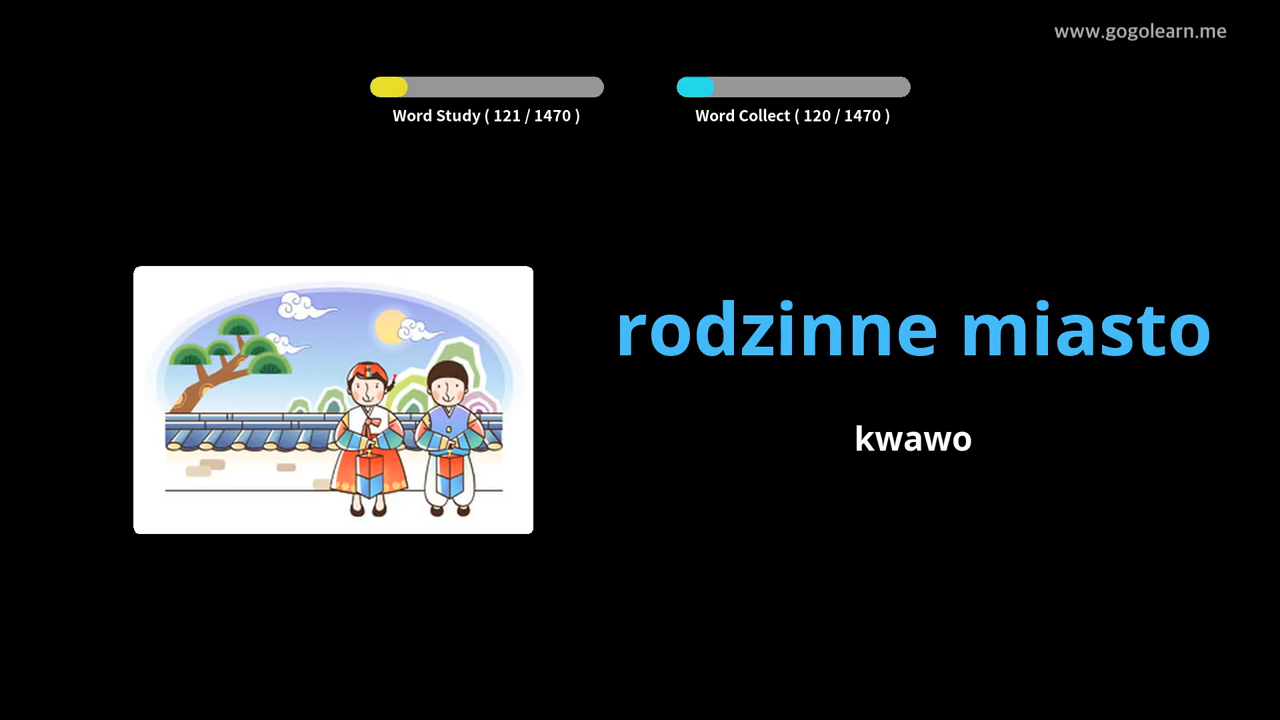 www.gogolearn.me
Word Study ( 121 / 1470 )
Word Collect ( 120 / 1470 )
rodzinne miasto
kwawo